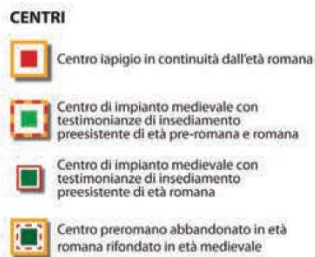 CENTRI
Centro iapigio in continuità dall'età romana
Centro di impianto medievale con
testimonianze di insediamento
preesistente di età pre-romana e romana
Centro di impianto medievale con
testimonianze di insediamento
preesistente di età romana
Centro preromano abbandonato in età
romana rifondato in età medievale